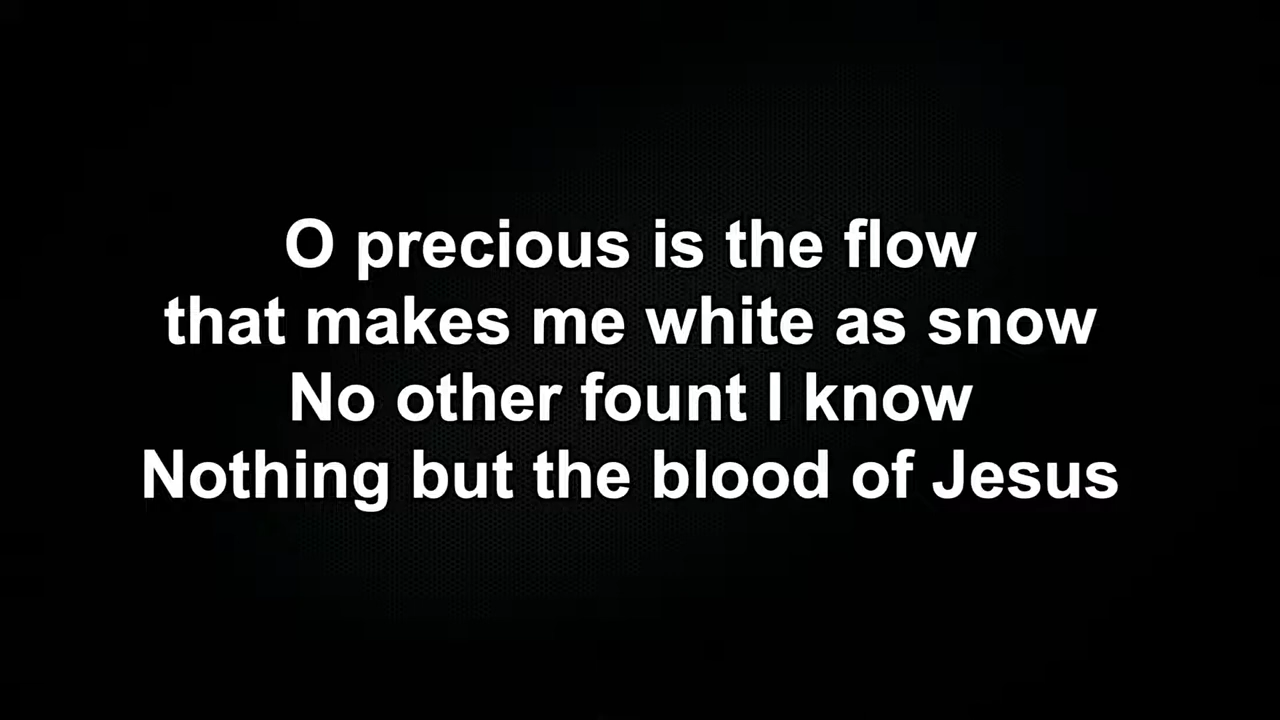 O precious is the flow
that makes me white as snow
No other fount I know
Nothing but the blood of Jesus